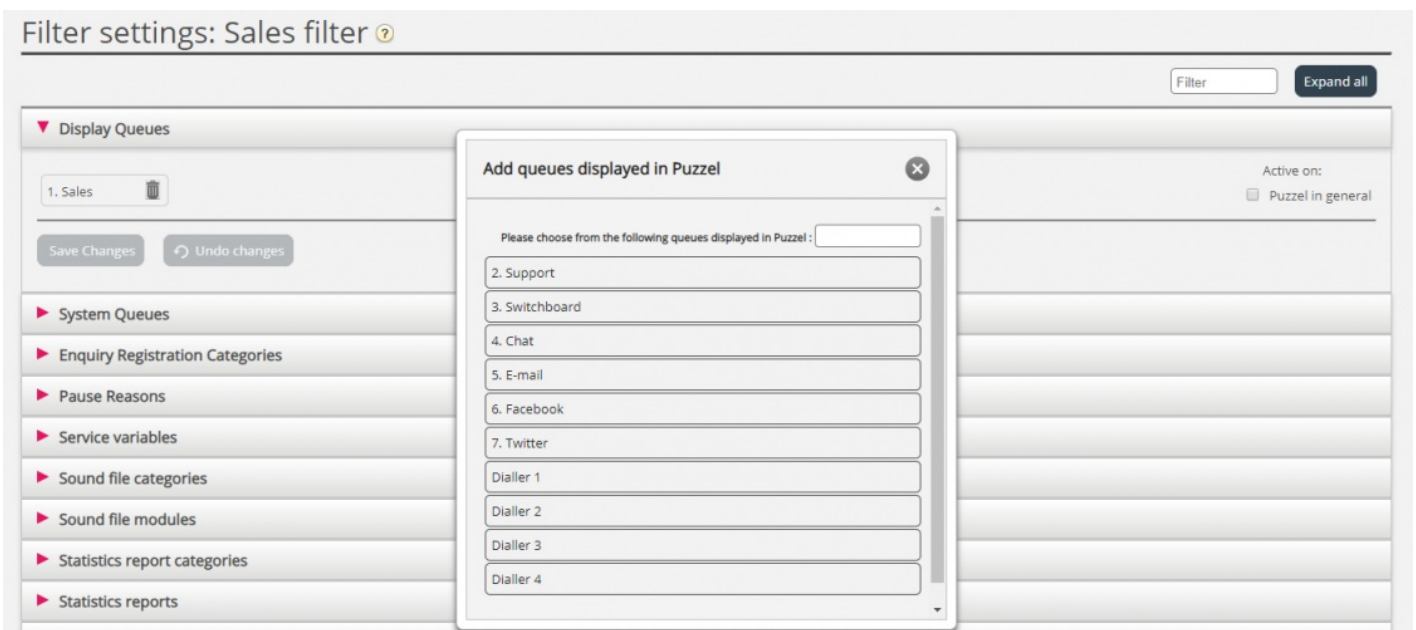 Filter settings: Sales filter ?
Filter
Expand all
Display Queues
1. Sales
Active on:
Puzzel in general
Save Changes
Undo changes
System Queues
Enquiry Registration Categories
Pause Reasons
Service variables
Sound file categories
Sound file modules
Statistics report categories
Statistics reports
Add queues displayed in Puzzel
Please choose from the following queues displayed in Puzzel :
2. Support
3. Switchboard
4. Chat
5. E-mail
6. Facebook
7. Twitter
Dialler 1
Dialler 2
Dialler 3
Dialler 4